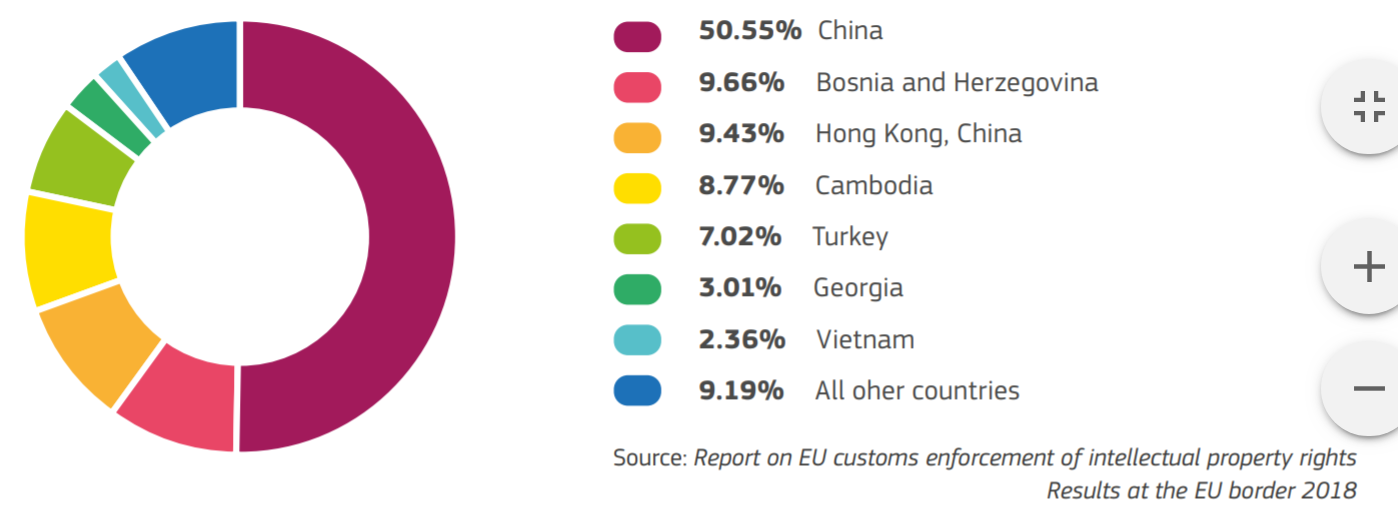 50.55% China
9.66% Bosnia and Herzegovina
9.43% Hong Kong, China
8.77% Cambodia
7.02% Turkey
3.01% Georgia
2.36% Vietnam
9.19% All oher countries
Source: Report on EU customs enforcement of intellectual property rights
Results at the EU border 2018